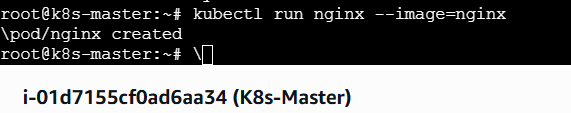 root@k8s-master:~# kubectl run nginx --image=nginx
\pod/nginx created
root@k8s-master:~# \
i-01d7155cf0ad6aa34 (K8s-Master)